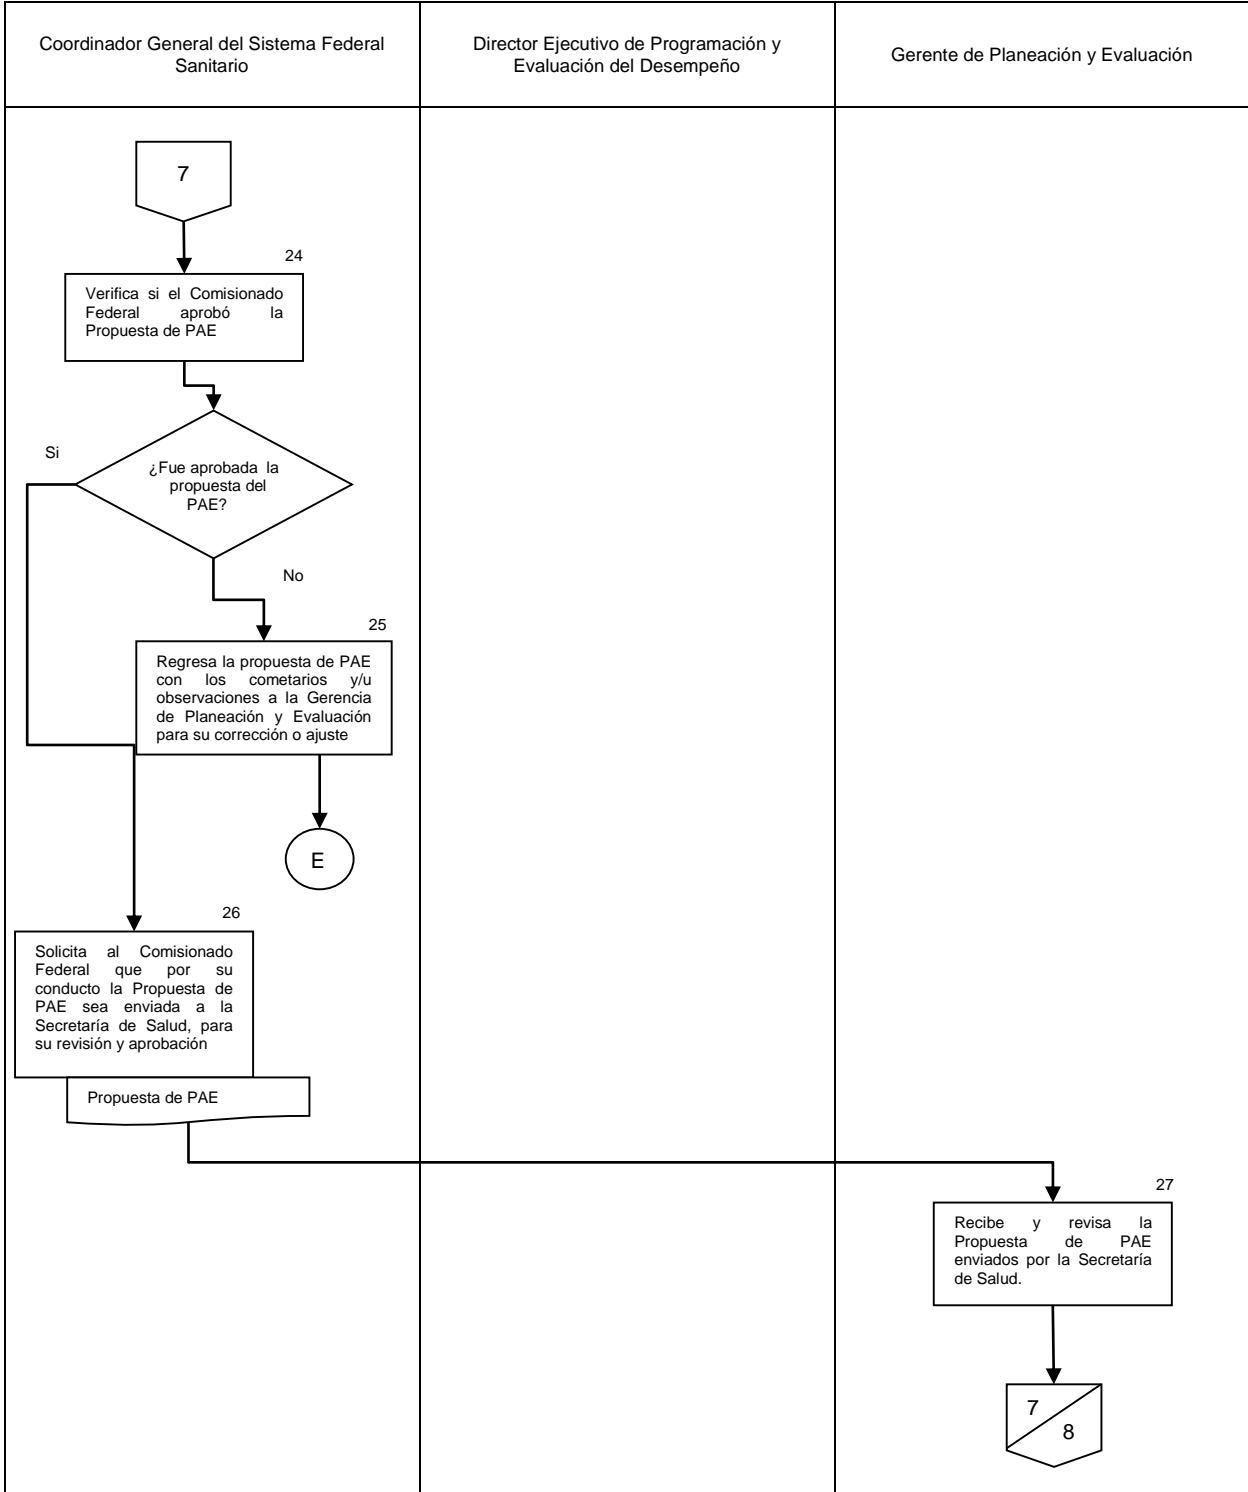 Coordinador General del Sistema Federal
Sanitario
Director Ejecutivo de Programación y
Evaluación del Desempeño
Gerente de Planeación y Evaluación
7
24
Verifica si el Comisionado
Federal aprobó la
Propuesta de PAE
Si
¿Fue aprobada la
propuesta del
PAE?
No
25
Regresa la propuesta de PAE
con los cometarios y/u
observaciones a la Gerencia
de Planeación y Evaluación
para su corrección o ajuste
E
26
Solicita al Comisionado
Federal que por su
conducto la Propuesta de
PAE sea enviada a la
Secretaría de Salud, para
su revisión y aprobación
Propuesta de PAE
27
Recibe y revisa la
Propuesta de PAE
enviados por la Secretaría
de Salud.
7
8